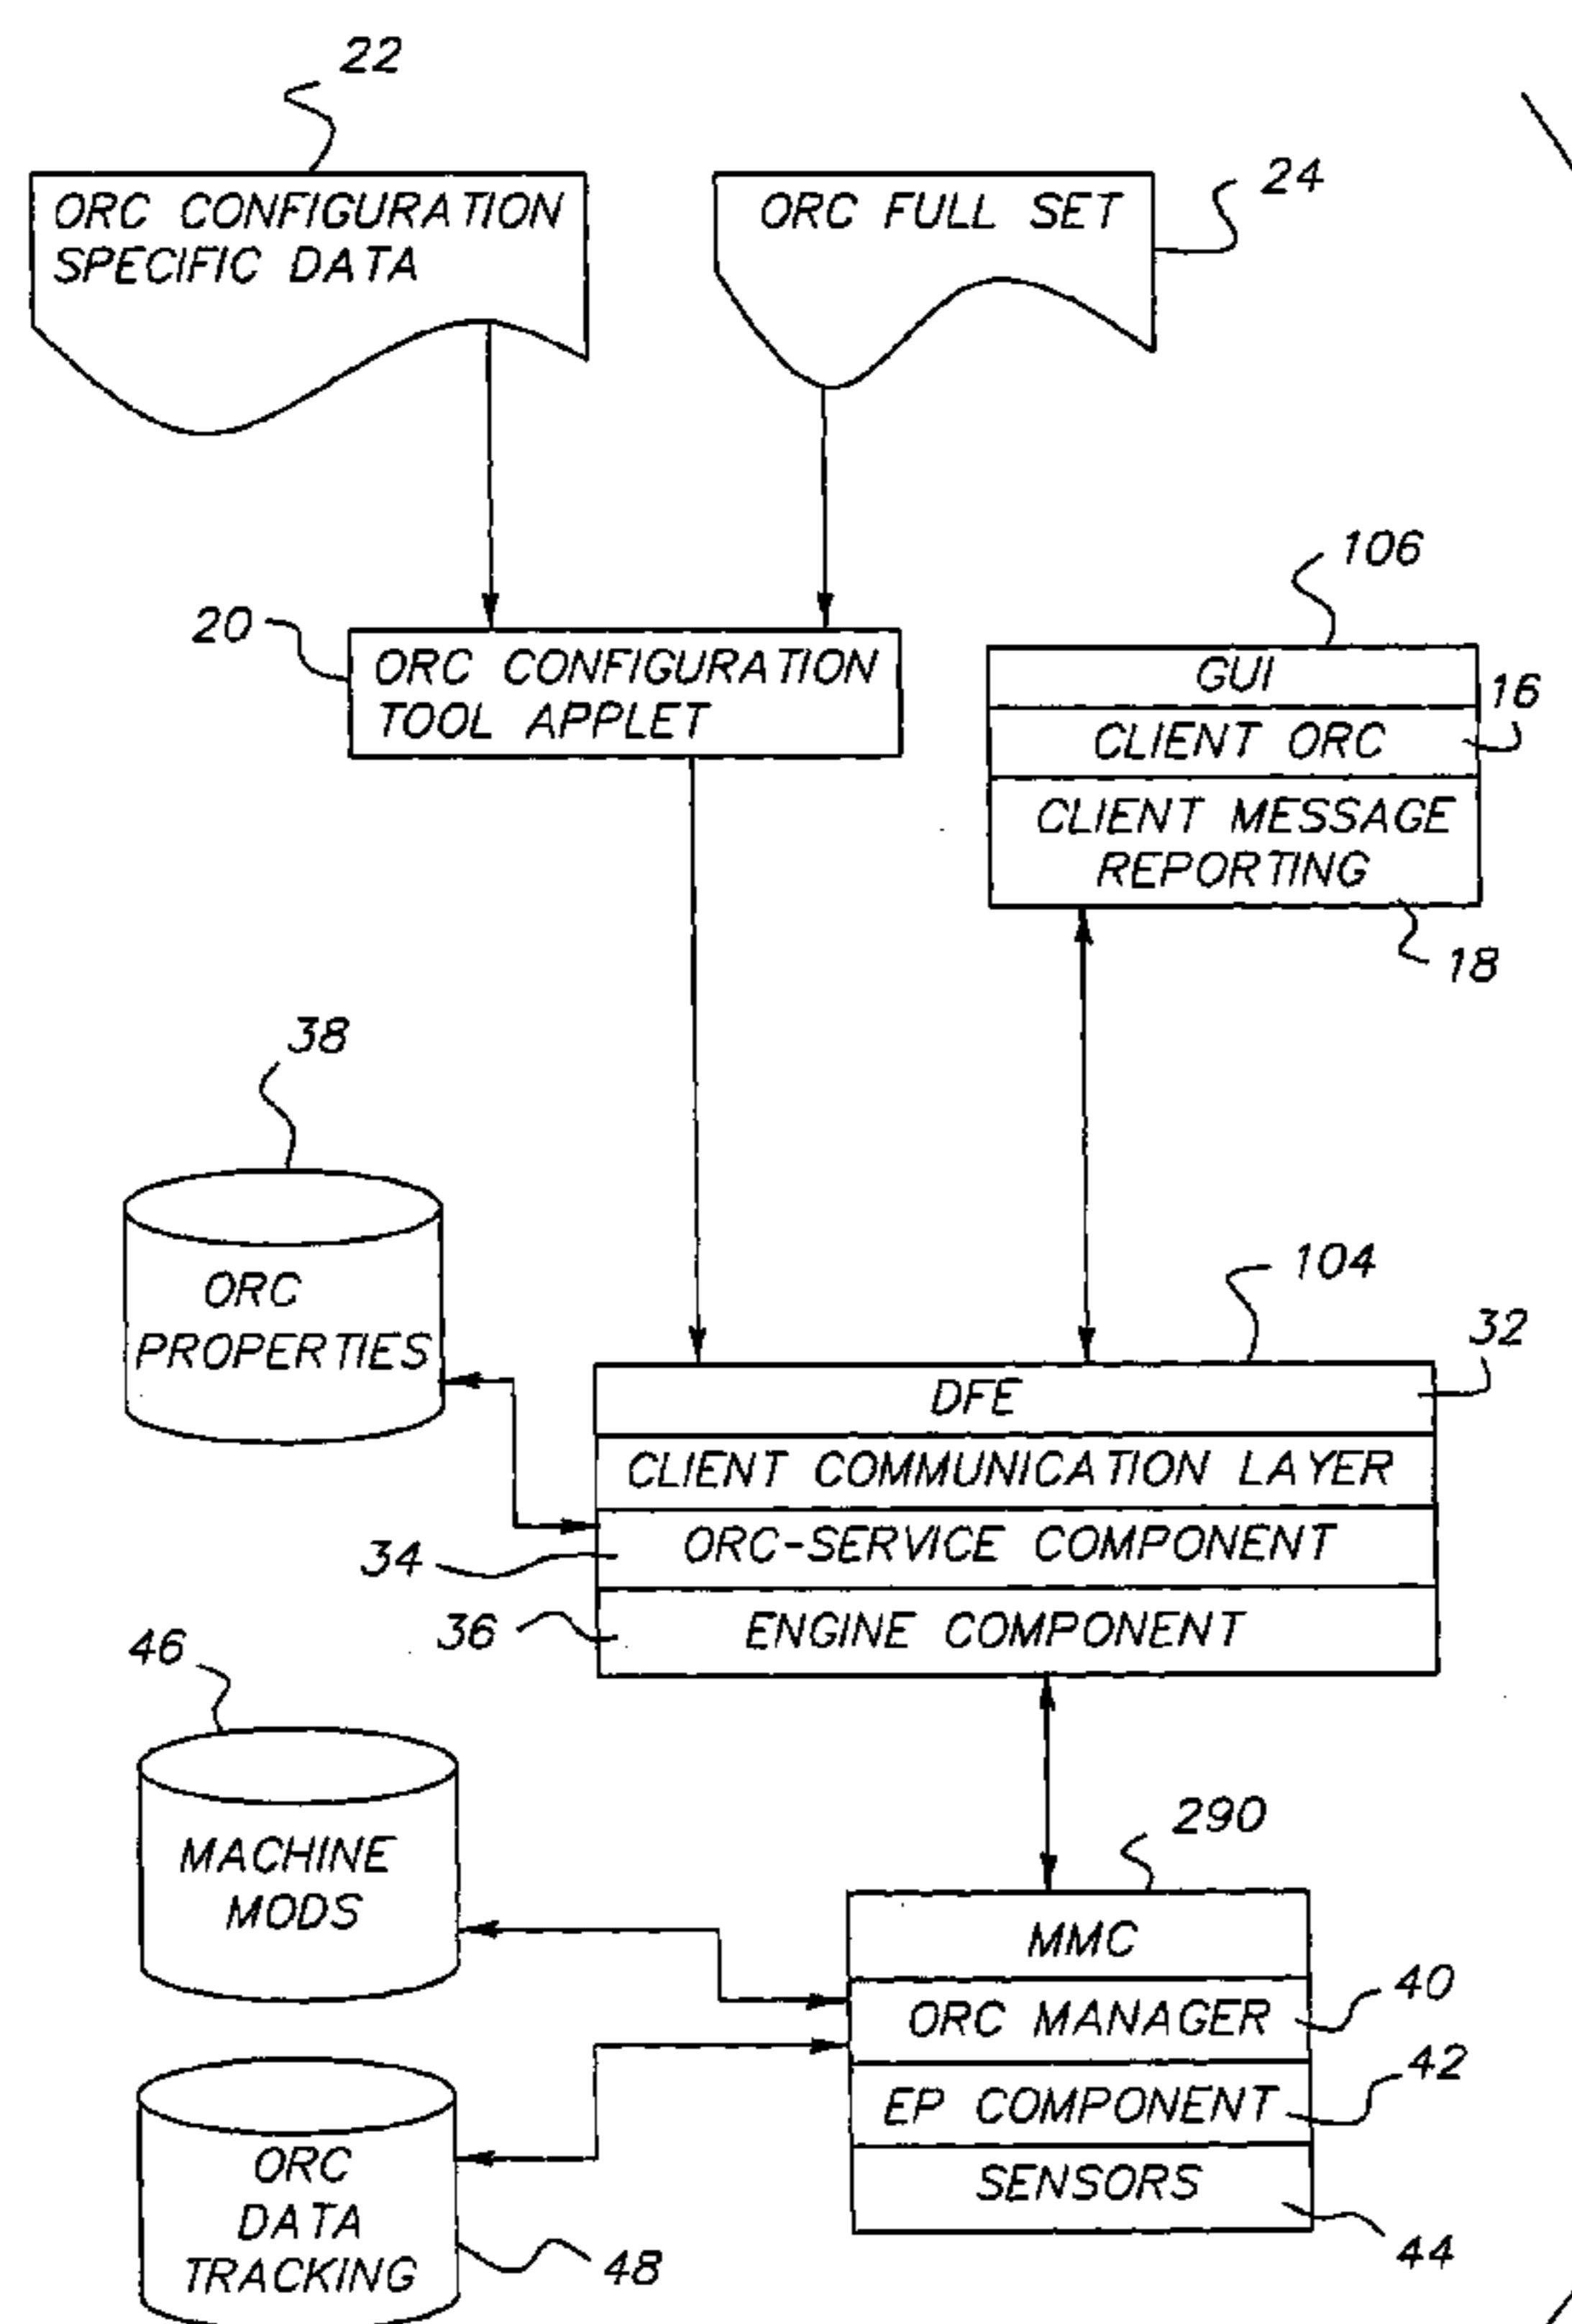 22
24
ORC CONFIGURATION
SPECIFIC DATA
ORC FULL SET
106
20
ORC CONFIGURATION
TOOL APPLET
GUI
16
CLIENT ORC
CLIENT MESSAGE
REPORTING
18
38
ORC
PROPERTIES
104
32
DFE
CLIENT COMMUNICATION LAYER
34
ORC-SERVICE COMPONENT
36
ENGINE COMPONENT
46
MACHINE
MODS
290
MMC
40
ORC MANAGER
42
EP COMPONENT
SENSORS
44
ORC
DATA
TRACKING
48